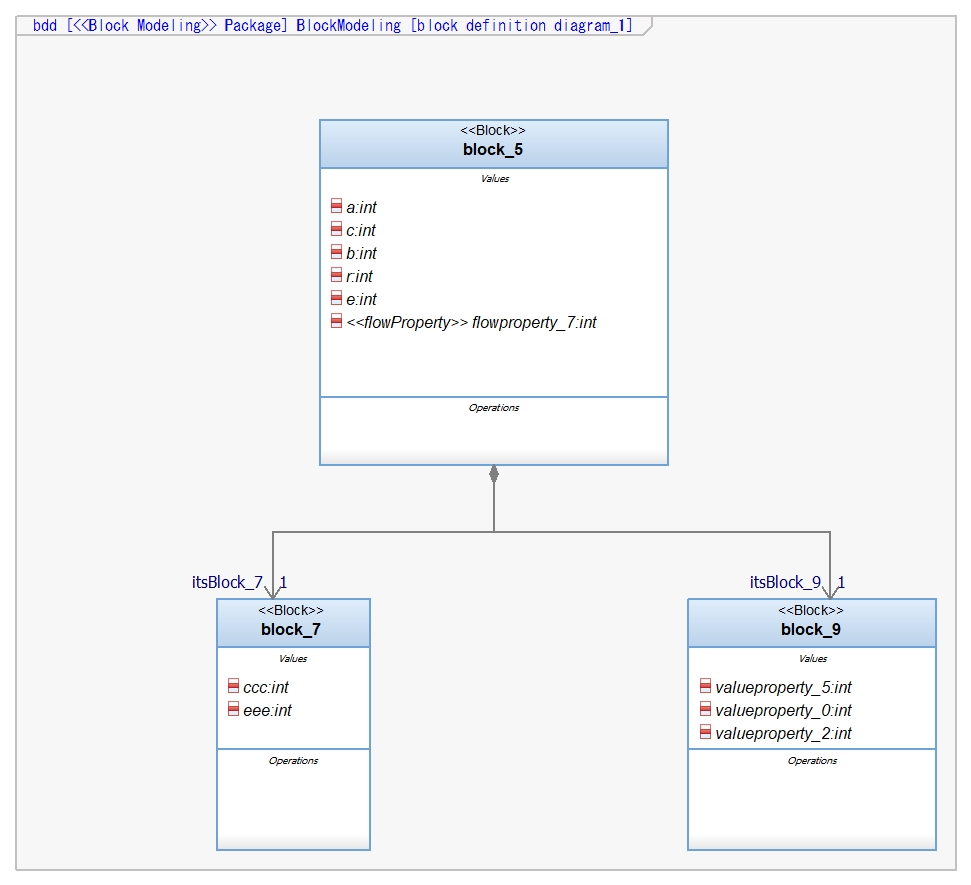 bdd [<<Block Modeling>> Package] BlockModeling [block definition diagram_1]
<<Block>>
block_5
Values
a:int
c:int
b:int
r:int
e:int
<<flowProperty>> flowproperty_7:int
Operations
itsBlock_7 1
itsBlock_9 1
<<Block>>
block_7
Values
ccc:int
eee:int
Operations
<<Block>>
block_9
Values
valueproperty_5:int
valueproperty_0:int
valueproperty_2:int
Operations